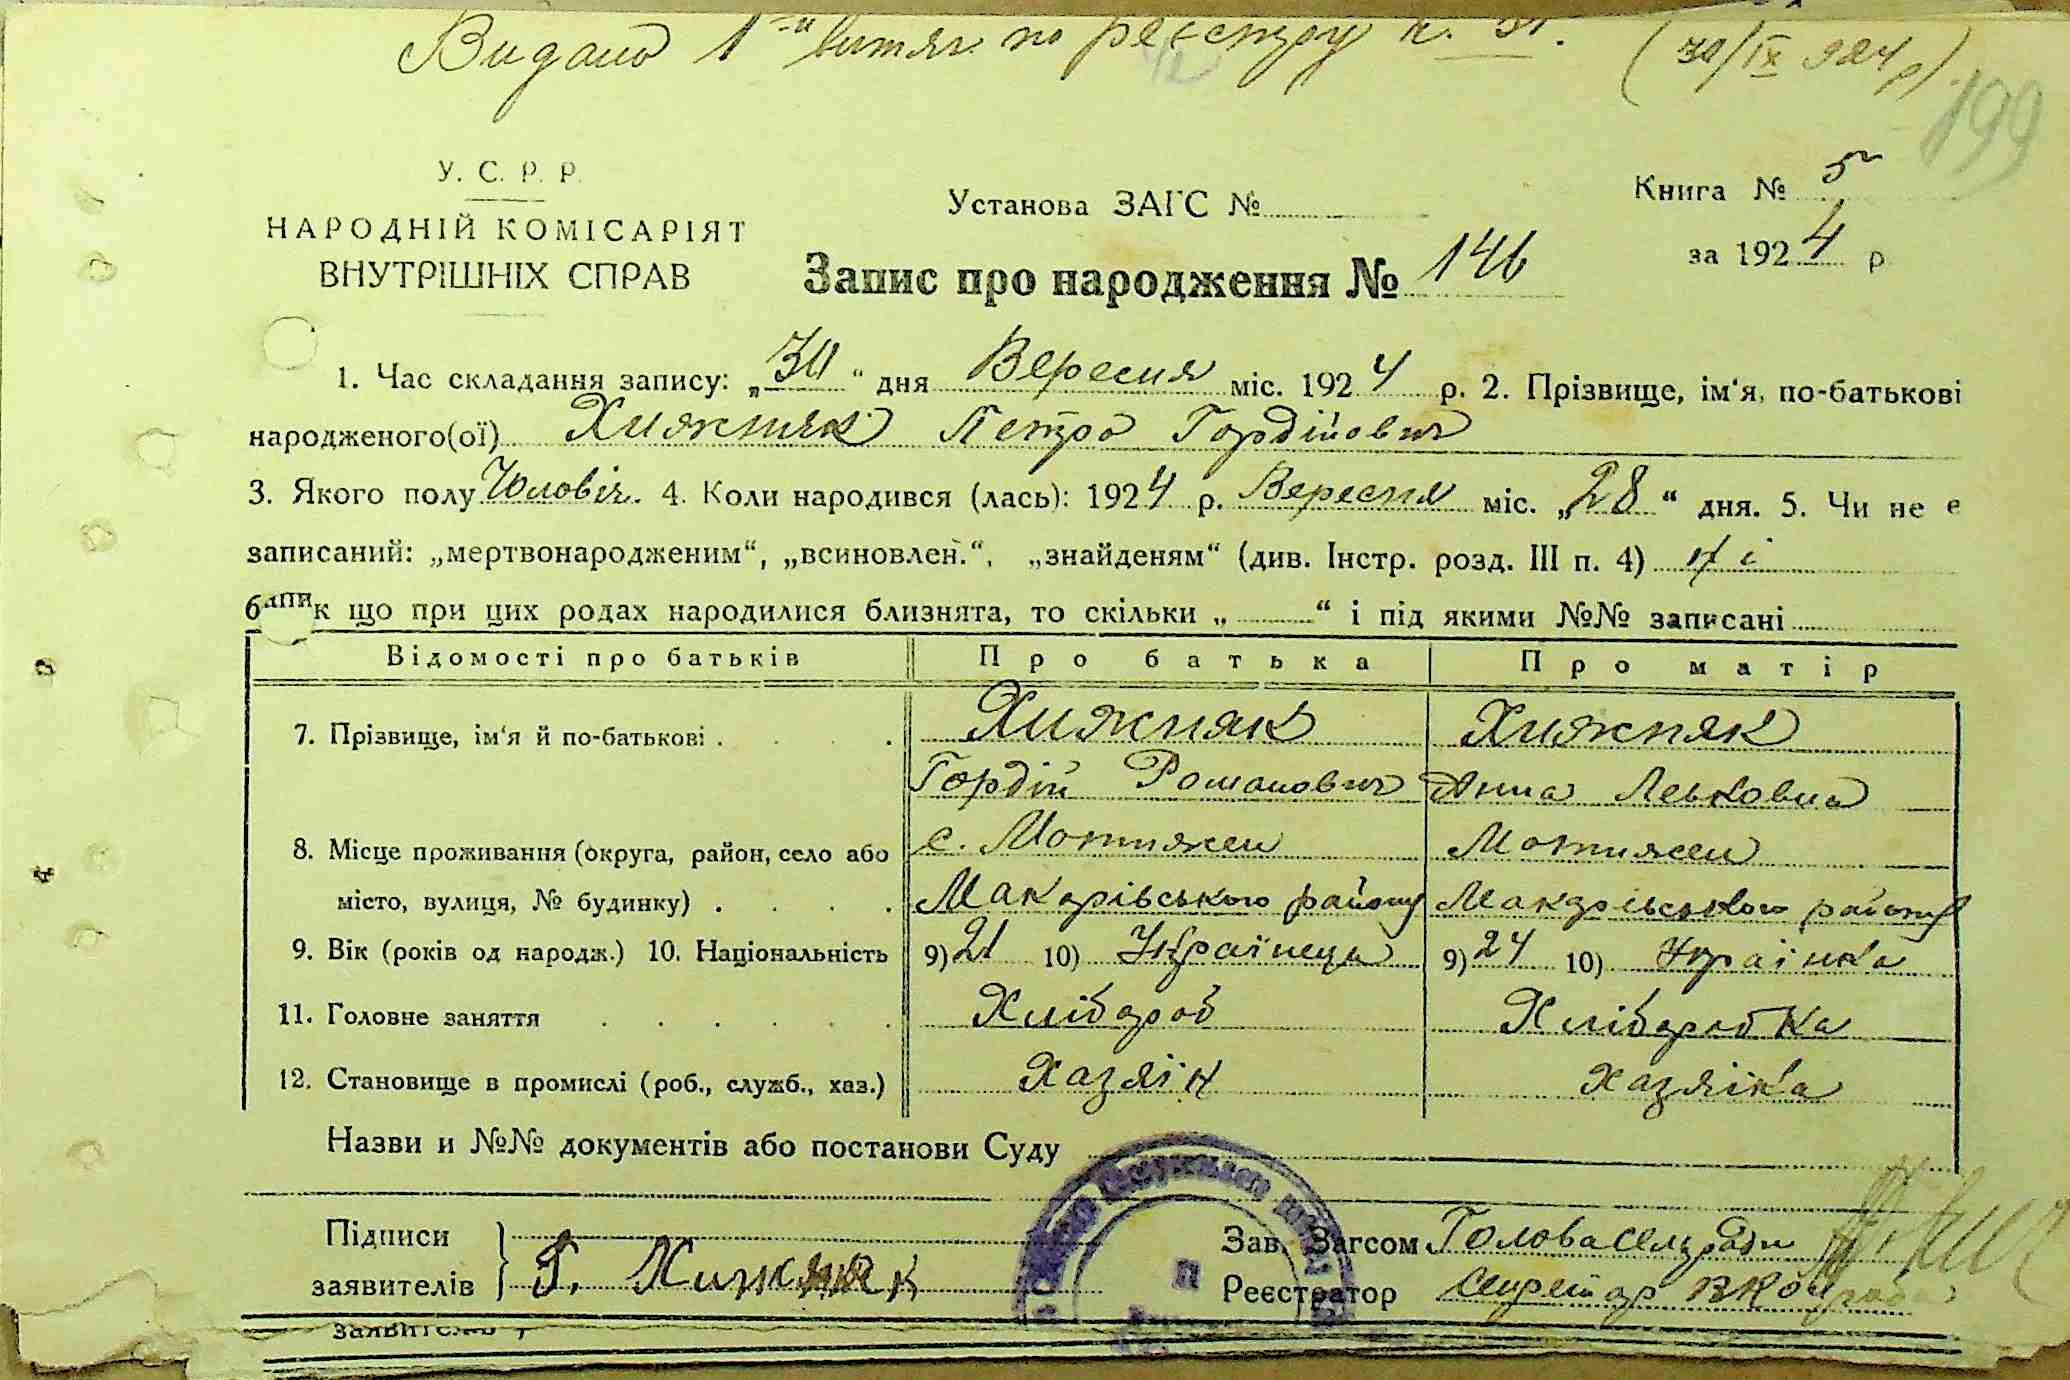 Видано 1-й витяг по реєстру н. 51. (30/IX 924 р)
199
У. С. Р. Р.
НАРОДНІЙ КОМІСАРІЯТ
ВНУТРІШНІХ СПРАВ
Установа ЗАГС №
Книга № 5
за 1924 р
Запис про народження № 146
1. Час складання запису: „30“ дня Вересня міс. 1924 р. 2. Прізвище, ім‘я, по-батькові
народженого(ої) Хижняк Петро Гордійович
3. Якого полу Чоловіч. 4. Коли народився (лась): 1924 р. Вересня міс. „28“ дня. 5. Чи не є
записаний: „мертвонародженим“, „всиновлен.“, „знайденям“ (див. Інстр. розд. III п. 4) ні
к що при цих родах народилися близнята, то скільки „ “ і під якими №№ записані
Відомості про батьків Про батька Про матір
7. Прізвище, ім‘я й по-батькові . Хижняк Хижняк
Гордій Романович Анна Левковна
8. Місце проживання (округа, район, село або с. Мотижен Мотижен
місто, вулиця, № будинку) . Макарівського району Макарівського району
9. Вік (років од народж.) 10. Національність 9) 21 10) Українець 9) 24 10) Українка
11. Головне заняття Хлібороб Хліборобка
12. Становище в промислі (роб., служб., хаз.) Хазяїн Хазяїка
Назви и №№ документів або постанови Суду
Підписи
заявителів } Г. Хижняк
Зав. Загсом Голова сельради
Реєстратор Секретар
заявителів